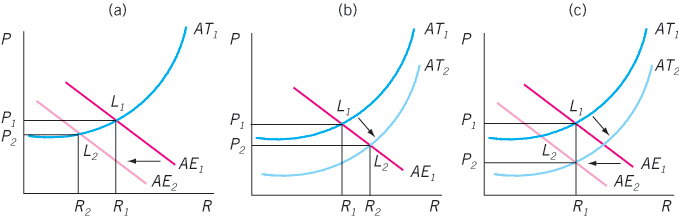 (a)
P
AT₁
L₁
P₁
P₂
L₂
AE₁
AE₂
R₂
R₁
R
(b)
P
AT₁
AT₂
L₁
P₁
P₂
L₂
AE₁
R₁
R₂
R
(c)
P
AT₁
AT₂
L₁
P₁
L₂
P₂
AE₁
AE₂
R₁
R